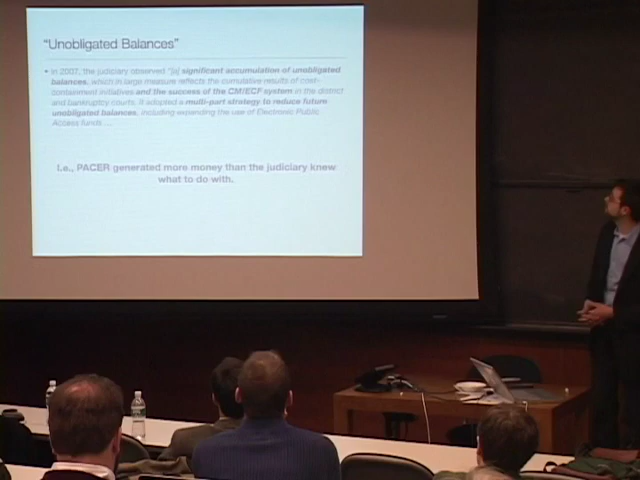 “Unobligated Balances”
• In 2007, the judiciary observed "[a] significant accumulation of unobligated
balances, which in large measure reflects the cumulative results of cost-
containment initiatives and the success of the CM/ECF system in the district
and bankruptcy courts. It adopted a multi-part strategy to reduce future
unobligated balances, including expanding the use of Electronic Public
Access funds ...
I.e., PACER generated more money than the judiciary knew
what to do with.